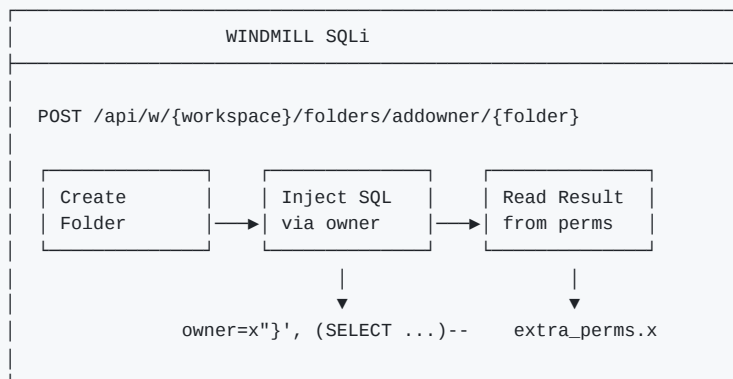 WINDMILL SQLi
POST /api/w/{workspace}/folders/addowner/{folder}
Create Inject SQL Read Result
Folder via owner from perms
owner=x"}', (SELECT ...)-- extra_perms.x